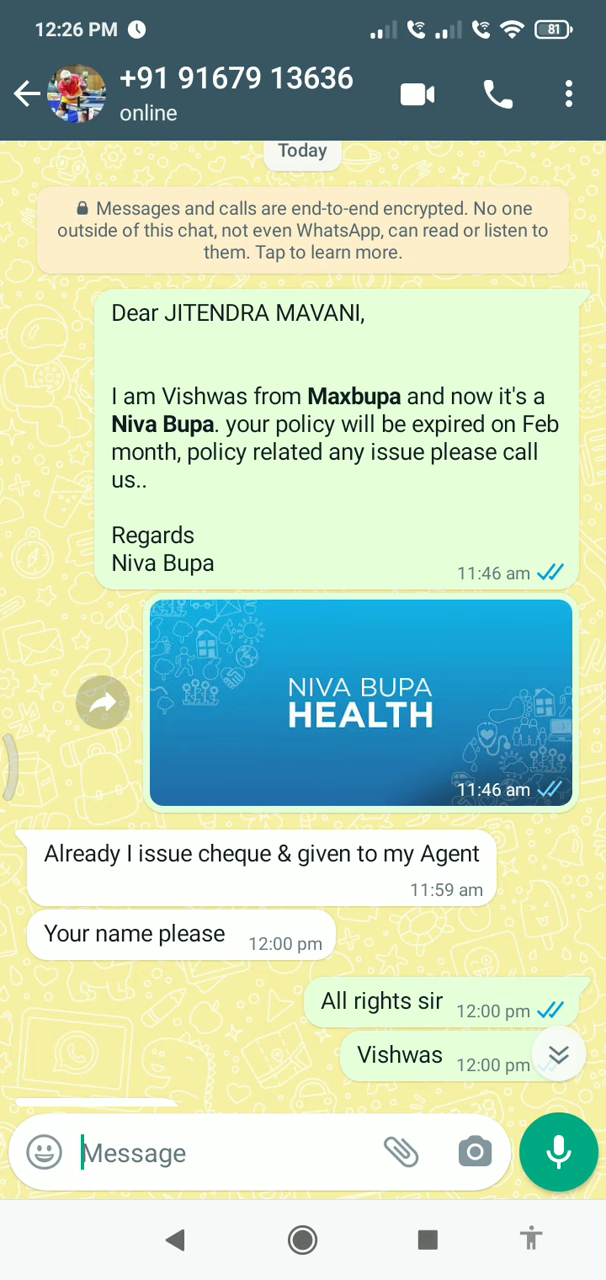 12:26 PM
81
+91 91679 13636
online
Today
Messages and calls are end-to-end encrypted. No one
outside of this chat, not even WhatsApp, can read or listen to
them. Tap to learn more.
Dear JITENDRA MAVANI,
I am Vishwas from Maxbupa and now it's a
Niva Bupa. your policy will be expired on Feb
month, policy related any issue please call
us..
Regards
Niva Bupa
11:46 am
NIVA BUPA
HEALTH
11:46 am
Already I issue cheque & given to my Agent
11:59 am
Your name please 12:00 pm
All rights sir 12:00 pm
Vishwas 12:00 pm
Message